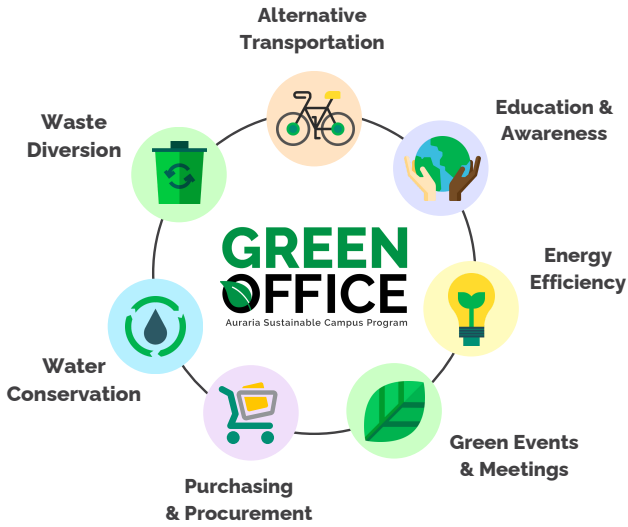 Alternative
Transportation
Education &
Awareness
Waste
Diversion
GREEN
OFFICE
Auraria Sustainable Campus Program
Energy
Efficiency
Water
Conservation
Green Events
& Meetings
Purchasing
& Procurement